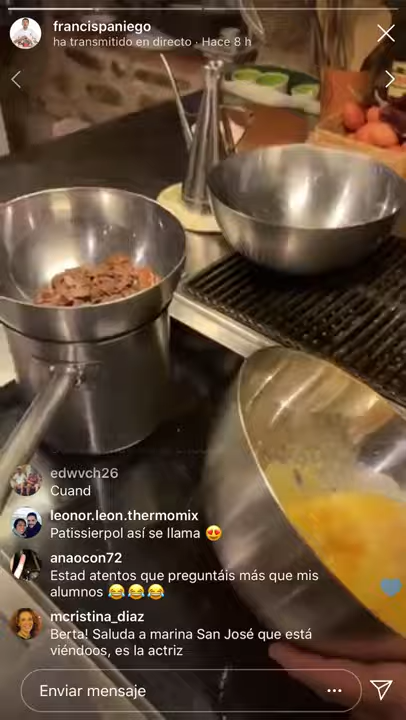 francispaniego
ha transmitido en directo · Hace 8 h
edwvch26
Cuand
leonor.leon.thermomix
Patissierpol así se llama 😍
anaocon72
Estad atentos que preguntáis más que mis
alumnos 😂😂😂
mcristina_diaz
Berta! Saluda a marina San José que está
viéndoos, es la actriz
Enviar mensaje